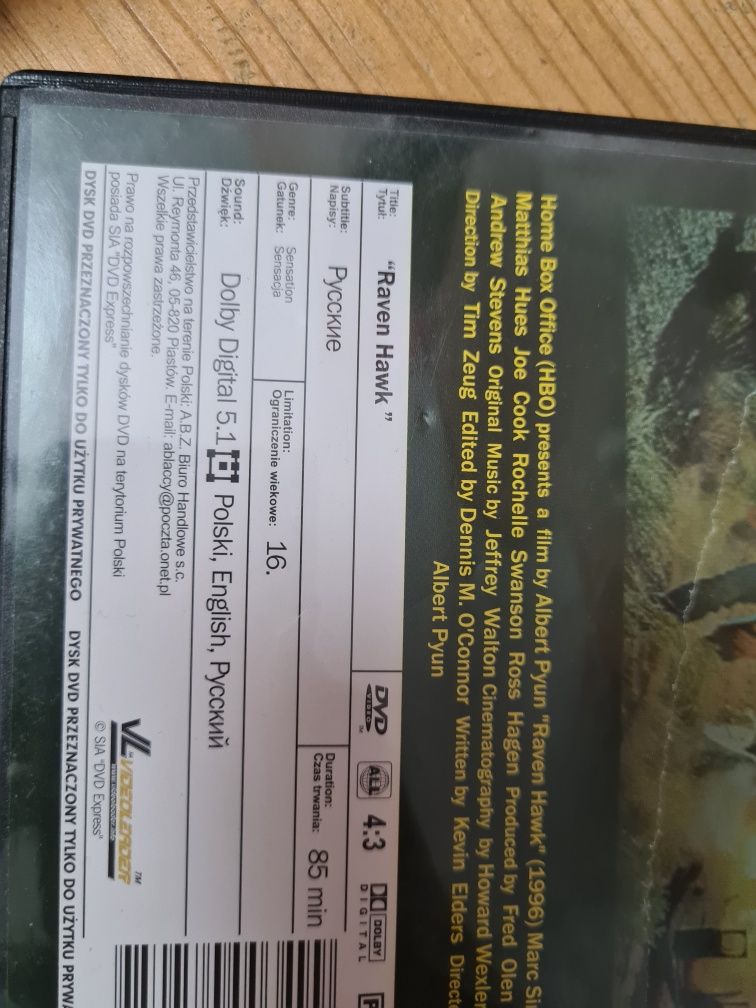 Home Box Office (HBO) presents a film by Albert Pyun "Raven Hawk" (1996) Marc
Matthias Hues Joe Cook Rochelle Swanson Ross Hagen Produced by Fred Olen
Andrew Stevens Original Music by Jeffrey Walton Cinematography by Howard Wexler
Direction by Tim Zeug Edited by Dennis M. O'Connor Written by Kevin Elders
Albert Pyun
Title:
Tytuł:
"Raven Hawk "
DVD
VIDEO
TM
ALL
4:3
DOLBY
DIGITAL
Subtitle:
Napisy:
Русские
Duration:
Czas trwania:
85 min
Genre: Sensation
Gatunek: Sensacja
Limitation:
Ograniczenie wiekowe:
16.
Sound:
Dźwięk:
Dolby Digital 5.1 Polski, English, Русский
Przedstawicielstwo na terenie Polski: A.B.Z. Biuro Handlowe s.c.
Ul. Reymonta 46, 05-820 Piastów. E-mail: ablaccy@poczta.onet.pl
Wszelkie prawa zastrzeżone.
Prawo na rozpowszechnianie dysków DVD na terytorium Polski
posiada SIA "DVD Express"
VL VIDEOLEADER TM
© SIA "DVD Express"
DYSK DVD PRZEZNACZONY TYLKO DO UŻYTKU PRYWATNEGO DYSK DVD PRZEZNACZONY TYLKO DO UŻYTKU